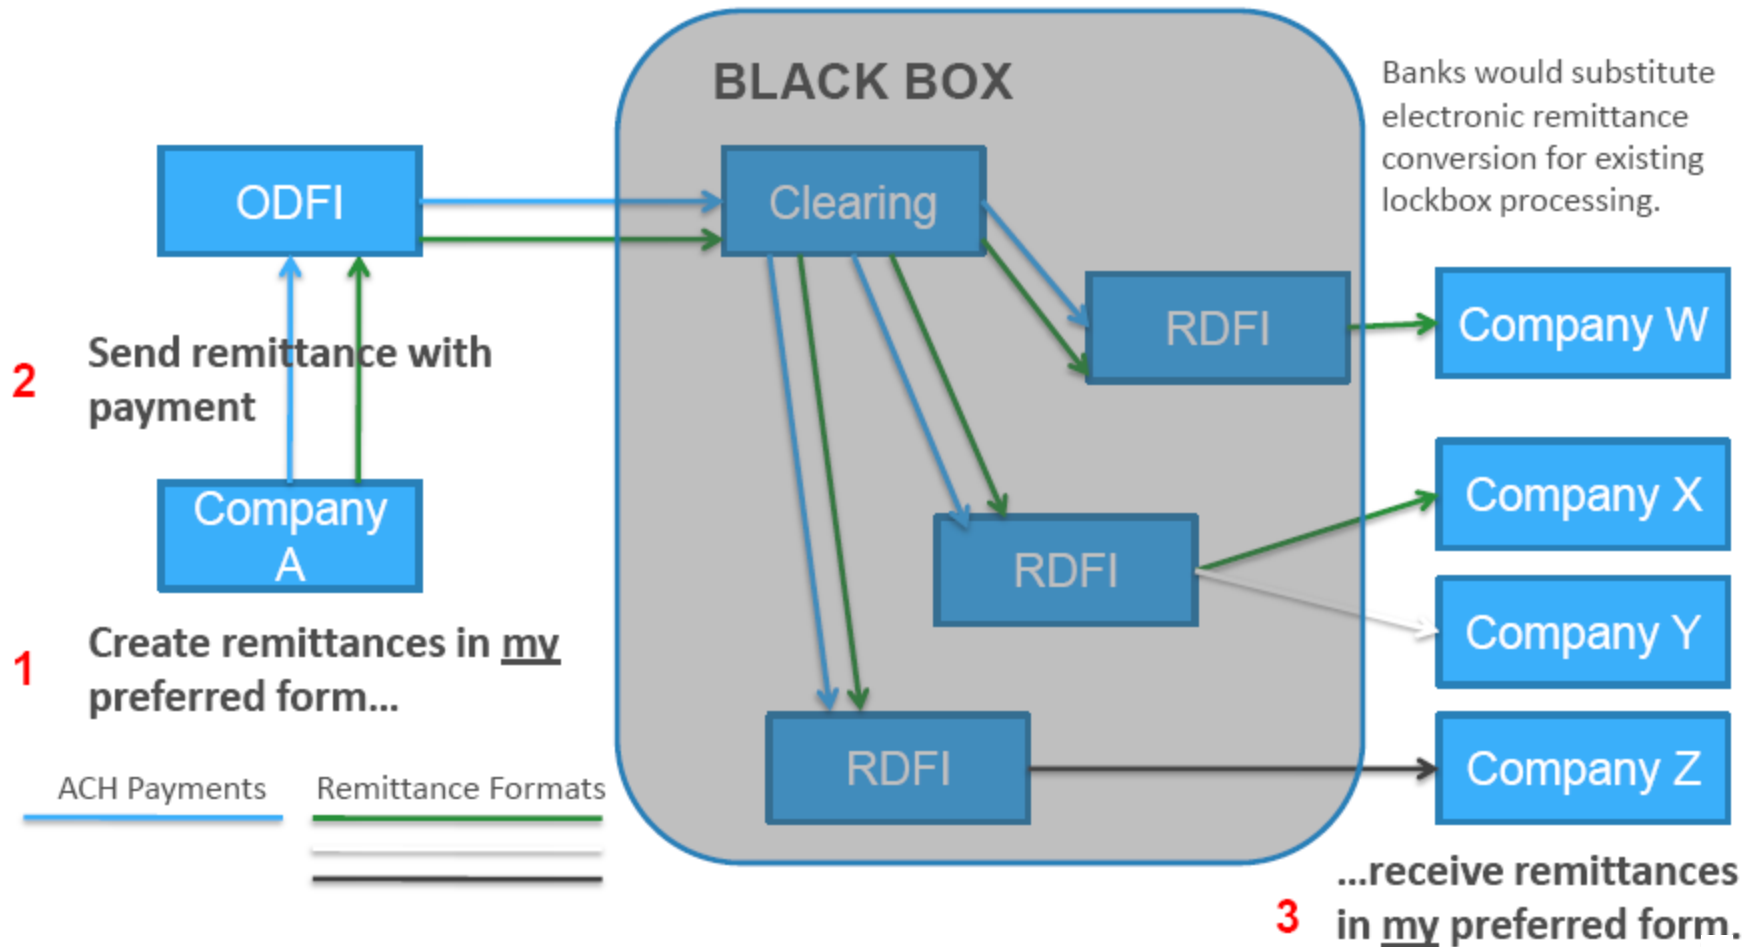 BLACK BOX
Banks would substitute
electronic remittance
conversion for existing
lockbox processing.
ODFI
Clearing
RDFI
Company W
2
Send remittance with
payment
Company X
Company
A
RDFI
Company Y
1
Create remittances in my
preferred form...
RDFI
Company Z
ACH Payments
Remittance Formats
3
...receive remittances
in my preferred form.